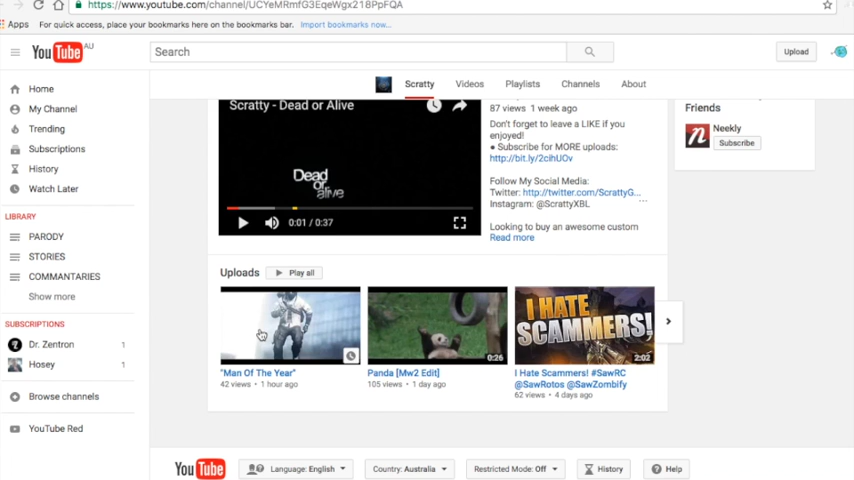 https://www.youtube.com/channel/UCYeMRmfG3EqeWgx218PpFQA
Apps For quick access, place your bookmarks here on the bookmarks bar. Import bookmarks now...
YouTube AU
Search
Upload
Scratty Videos Playlists Channels About
Home
My Channel
Trending
Subscriptions
History
Watch Later
LIBRARY
PARODY
STORIES
COMMANTARIES
Show more
SUBSCRIPTIONS
Dr. Zentron 1
Hosey 1
Browse channels
YouTube Red
Scratty - Dead or Alive
Dead
or
alive
0:01 / 0:37
87 views • 1 week ago
Don't forget to leave a LIKE if you
enjoyed!
● Subscribe for MORE uploads:
http://bit.ly/2cihUOv
Follow My Social Media:
Twitter: http://twitter.com/ScrattyG...
Instagram: @ScrattyXBL
Looking to buy an awesome custom
Read more
Friends
n
Neekly
Subscribe
Uploads Play all
"Man Of The Year"
42 views • 1 hour ago
0:26
Panda [Mw2 Edit]
105 views • 1 day ago
I HATE
SCAMMERS!
2:02
I Hate Scammers! #SawRC
@SawRotos @SawZombify
62 views • 4 days ago
YouTube Language: English Country: Australia Restricted Mode: Off History Help